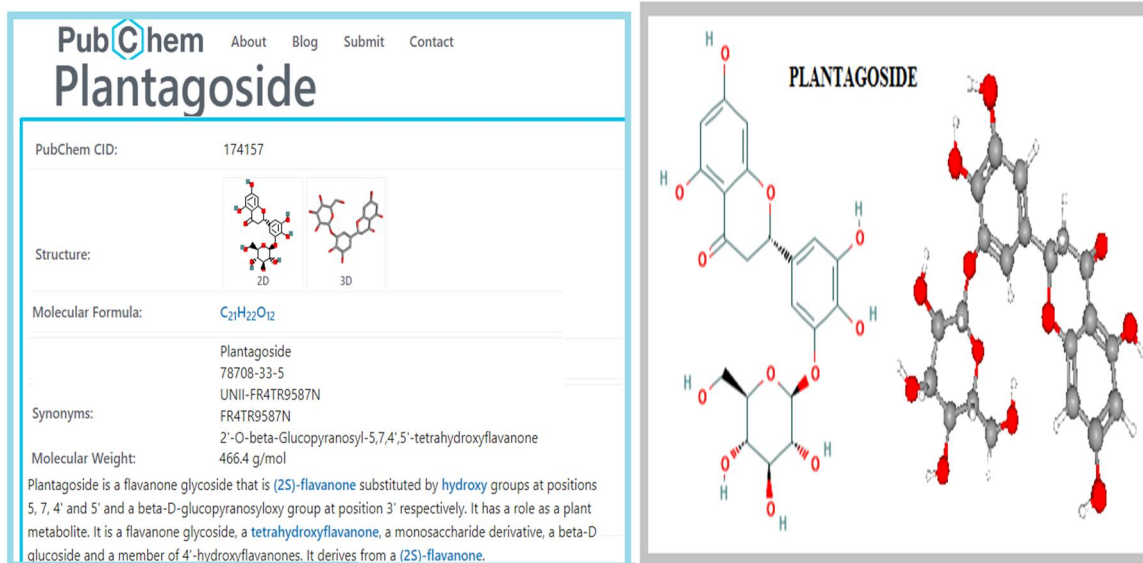 PubChem About Blog Submit Contact
Plantagoside
PubChem CID: 174157
Structure:
2D 3D
Molecular Formula: C₂₁H₂₂O₁₂
Synonyms:
Plantagoside
78708-33-5
UNII-FR4TR9587N
FR4TR9587N
2'-O-beta-Glucopyranosyl-5,7,4',5'-tetrahydroxyflavanone
Molecular Weight: 466.4 g/mol
Plantagoside is a flavanone glycoside that is (2S)-flavanone substituted by hydroxy groups at positions
5, 7, 4' and 5' and a beta-D-glucopyranosyloxy group at position 3' respectively. It has a role as a plant
metabolite. It is a flavanone glycoside, a tetrahydroxyflavanone, a monosaccharide derivative, a beta-D
glucoside and a member of 4'-hydroxyflavanones. It derives from a (2S)-flavanone.
PLANTAGOSIDE
H
O
H
O
O
O
O
H
O
H
O
H
O
O
H
O
O
H
O
H
O
H